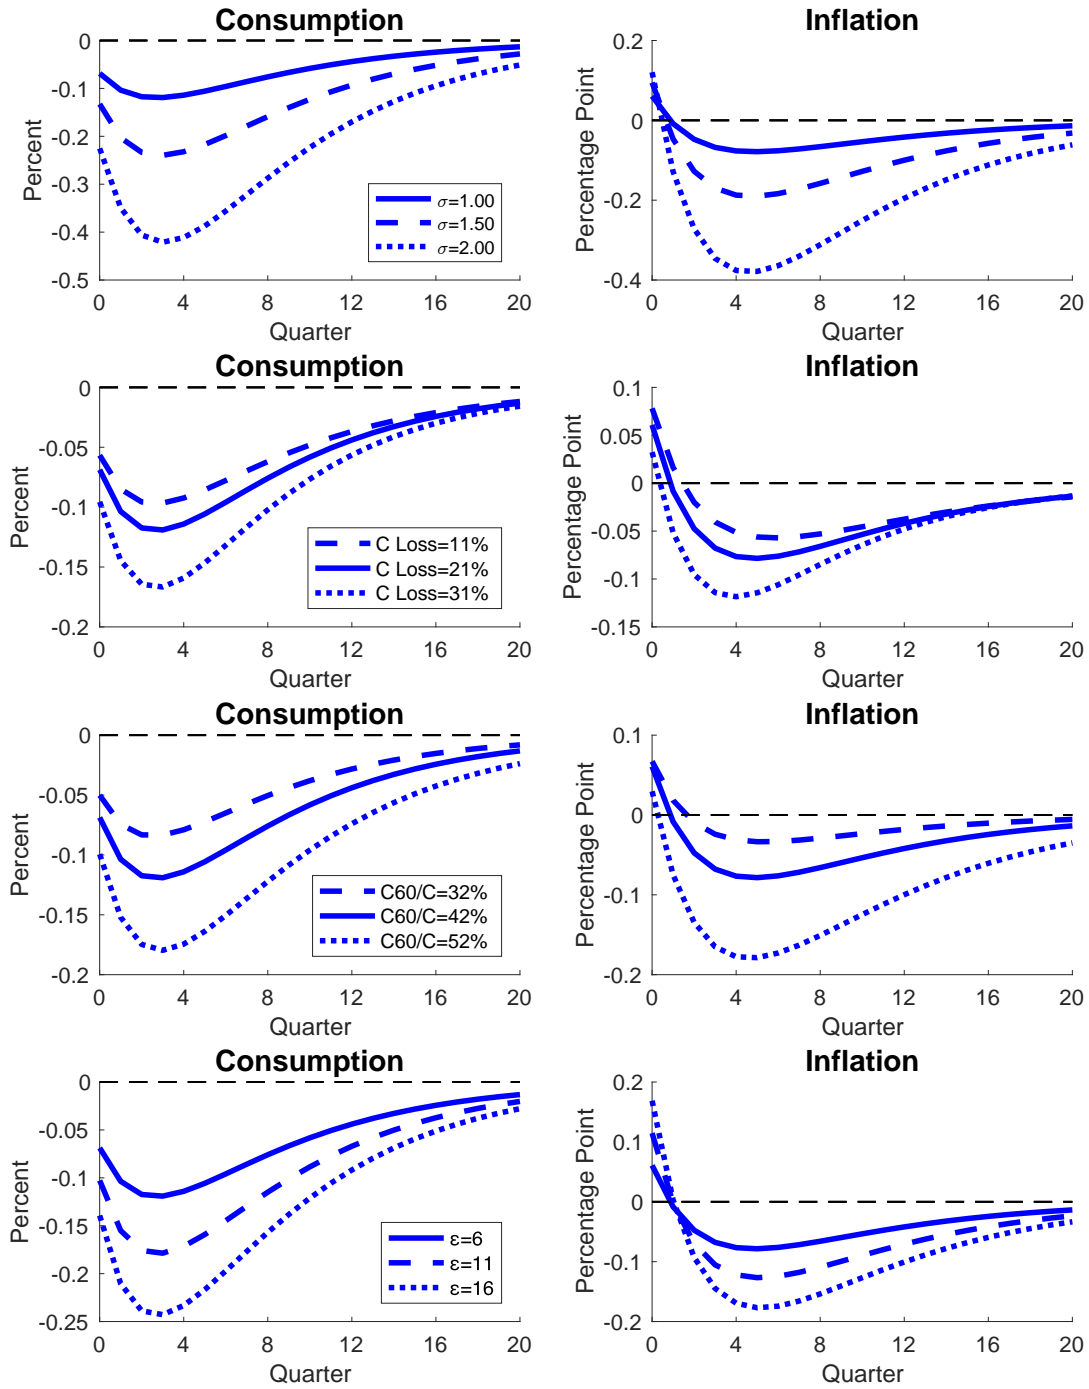 Consumption
0
-0.1
-0.2
-0.3
-0.4
-0.5
Percent
σ=1.00
σ=1.50
σ=2.00
0 4 8 12 16 20
Quarter
Inflation
0.2
0
-0.2
-0.4
Percentage Point
0 4 8 12 16 20
Quarter
Consumption
0
-0.05
-0.1
-0.15
-0.2
Percent
C Loss=11%
C Loss=21%
C Loss=31%
0 4 8 12 16 20
Quarter
Inflation
0.1
0.05
0
-0.05
-0.1
-0.15
Percentage Point
0 4 8 12 16 20
Quarter
Consumption
0
-0.05
-0.1
-0.15
-0.2
Percent
C60/C=32%
C60/C=42%
C60/C=52%
0 4 8 12 16 20
Quarter
Inflation
0.1
0
-0.1
-0.2
Percentage Point
0 4 8 12 16 20
Quarter
Consumption
0
-0.05
-0.1
-0.15
-0.2
-0.25
Percent
ε=6
ε=11
ε=16
0 4 8 12 16 20
Quarter
Inflation
0.2
0.1
0
-0.1
-0.2
Percentage Point
0 4 8 12 16 20
Quarter